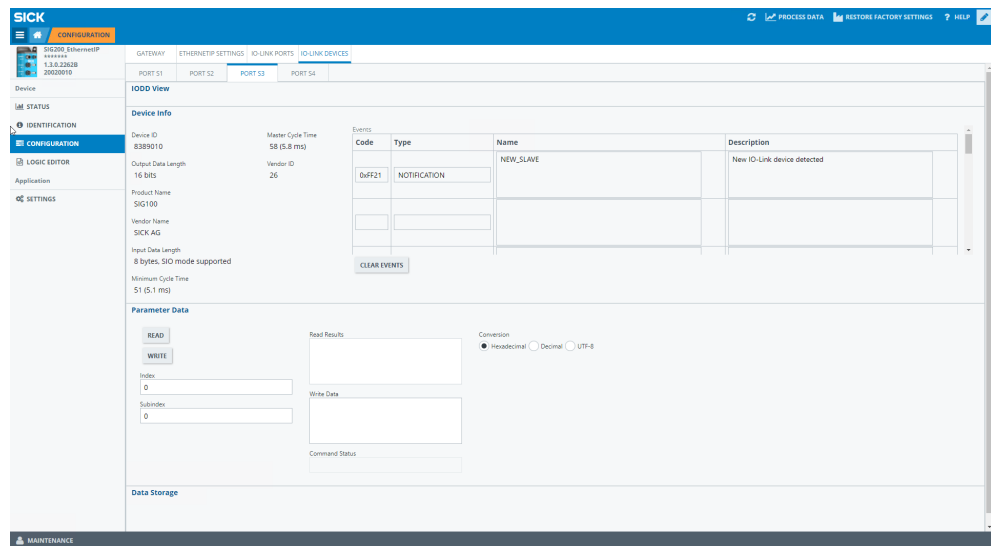 SICK
PROCESS DATA
RESTORE FACTORY SETTINGS
? HELP
CONFIGURATION
SIG200_EthernetIP
*******
1.3.0.2262B
20020010
GATEWAY
ETHERNETIP SETTINGS
IO-LINK PORTS
IO-LINK DEVICES
PORT S1
PORT S2
PORT S3
PORT S4
Device
STATUS
IDENTIFICATION
CONFIGURATION
LOGIC EDITOR
Application
SETTINGS
IODD View
Device Info
Device ID
8389010
Master Cycle Time
58 (5.8 ms)
Output Data Length
16 bits
Vendor ID
26
Product Name
SIG100
Vendor Name
SICK AG
Input Data Length
8 bytes, SIO mode supported
Minimum Cycle Time
51 (5.1 ms)
Events
Code Type Name Description
0xFF21 NOTIFICATION NEW_SLAVE New IO-Link device detected
CLEAR EVENTS
Parameter Data
READ
WRITE
Index
0
Subindex
0
Read Results
Write Data
Command Status
Conversion
Hexadecimal Decimal UTF-8
Data Storage
MAINTENANCE